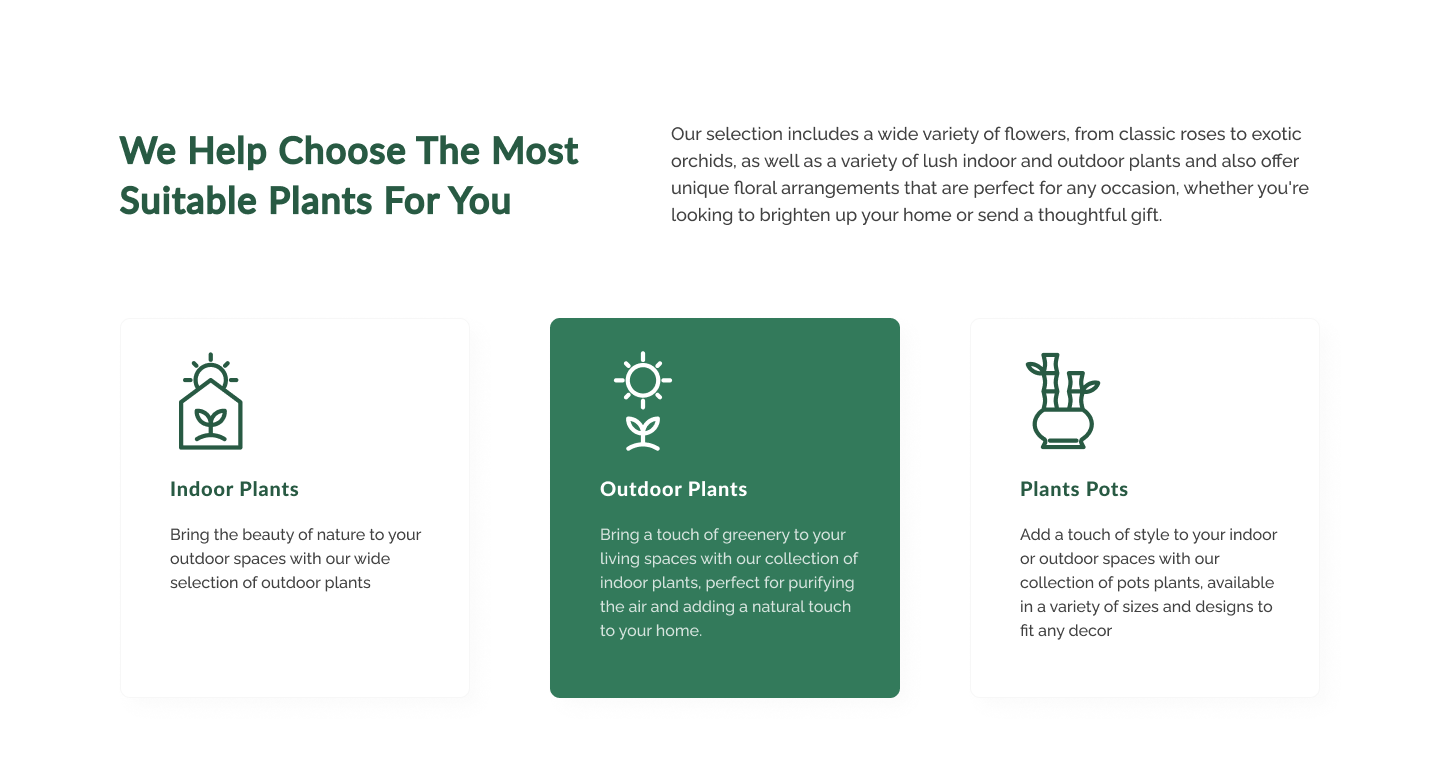 We Help Choose The Most
Suitable Plants For You
Our selection includes a wide variety of flowers, from classic roses to exotic
orchids, as well as a variety of lush indoor and outdoor plants and also offer
unique floral arrangements that are perfect for any occasion, whether you're
looking to brighten up your home or send a thoughtful gift.
Indoor Plants
Bring the beauty of nature to your
outdoor spaces with our wide
selection of outdoor plants
Outdoor Plants
Bring a touch of greenery to your
living spaces with our collection of
indoor plants, perfect for purifying
the air and adding a natural touch
to your home.
Plants Pots
Add a touch of style to your indoor
or outdoor spaces with our
collection of pots plants, available
in a variety of sizes and designs to
fit any decor